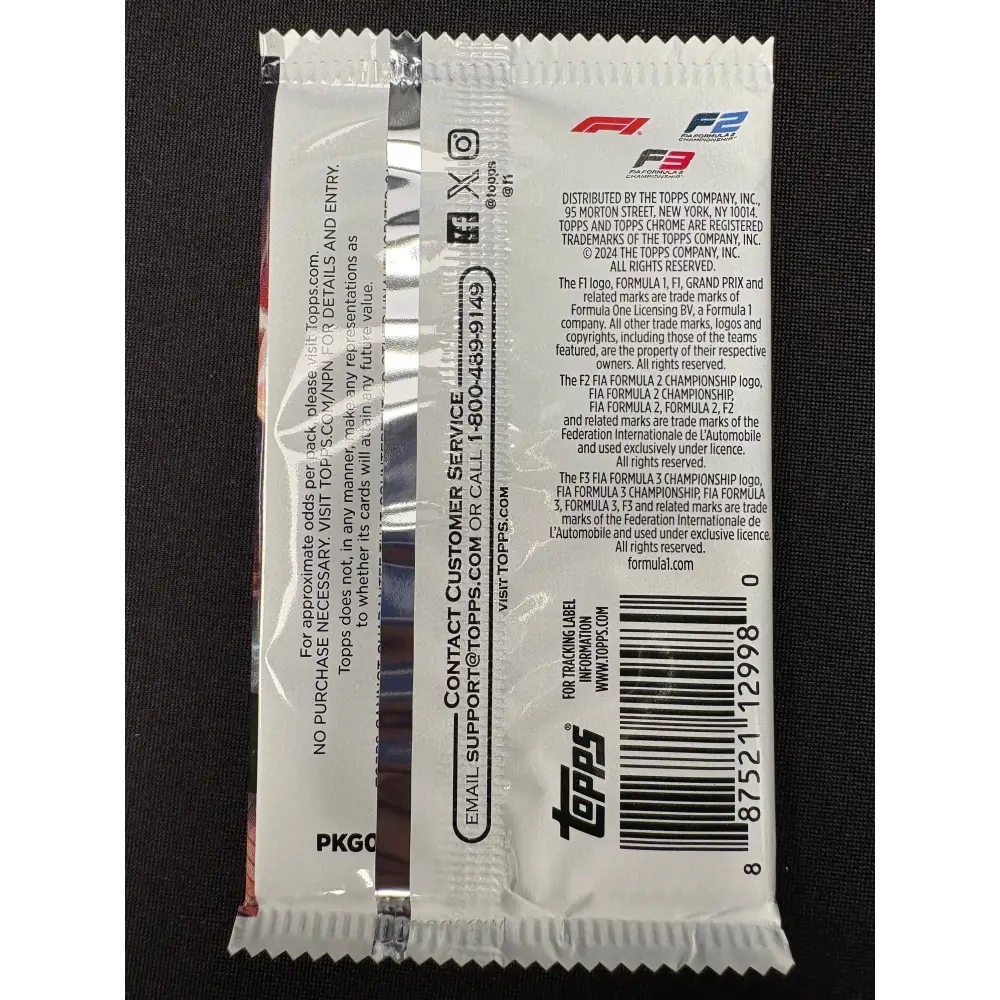 For approximate odds per pack, please visit Topps.com.
NO PURCHASE NECESSARY. VISIT TOPPS.COM/NPN FOR DETAILS AND ENTRY.
Topps does not, in any manner, make any representations as
to whether its cards will attain any future value.
PKG
@topps
@f1
CONTACT CUSTOMER SERVICE
EMAIL SUPPORT@TOPPS.COM OR CALL 1-800-489-9149
VISIT TOPPS.COM
F1
F2
FIA FORMULA 2
CHAMPIONSHIP
F3
FIA FORMULA 3
CHAMPIONSHIP
DISTRIBUTED BY THE TOPPS COMPANY, INC.,
95 MORTON STREET, NEW YORK, NY 10014.
TOPPS AND TOPPS CHROME ARE REGISTERED
TRADEMARKS OF THE TOPPS COMPANY, INC.
© 2024 THE TOPPS COMPANY, INC.
ALL RIGHTS RESERVED.
The F1 logo, FORMULA 1, F1, GRAND PRIX and
related marks are trade marks of
Formula One Licensing BV, a Formula 1
company. All other trade marks, logos and
copyrights, including those of the teams
featured, are the property of their respective
owners. All rights reserved.
The F2 FIA FORMULA 2 CHAMPIONSHIP logo,
FIA FORMULA 2 CHAMPIONSHIP,
FIA FORMULA 2, FORMULA 2, F2
and related marks are trade marks of the
Federation Internationale de L'Automobile
and used exclusively under licence.
All rights reserved.
The F3 FIA FORMULA 3 CHAMPIONSHIP logo,
FIA FORMULA 3 CHAMPIONSHIP, FIA FORMULA
3, FORMULA 3, F3 and related marks are trade
marks of the Federation Internationale de
L'Automobile and used under exclusive licence.
All rights reserved.
formula1.com
FOR TRACKING LABEL
INFORMATION
WWW.TOPPS.COM
topps®
8 87521 12998 0